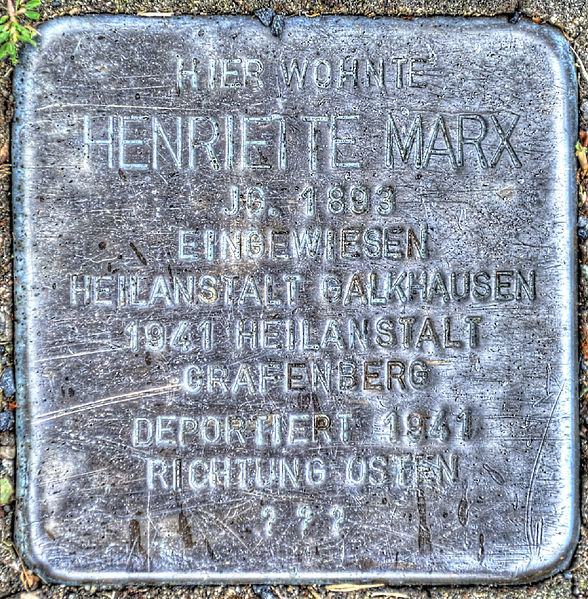 HIER WOHNTE
HENRIETTE MARX
JG. 1893
EINGEWIESEN
HEILANSTALT GALKHAUSEN
1941 HEILANSTALT
GRAFENBERG
DEPORTIERT 1941
RICHTUNG OSTEN
? ? ?